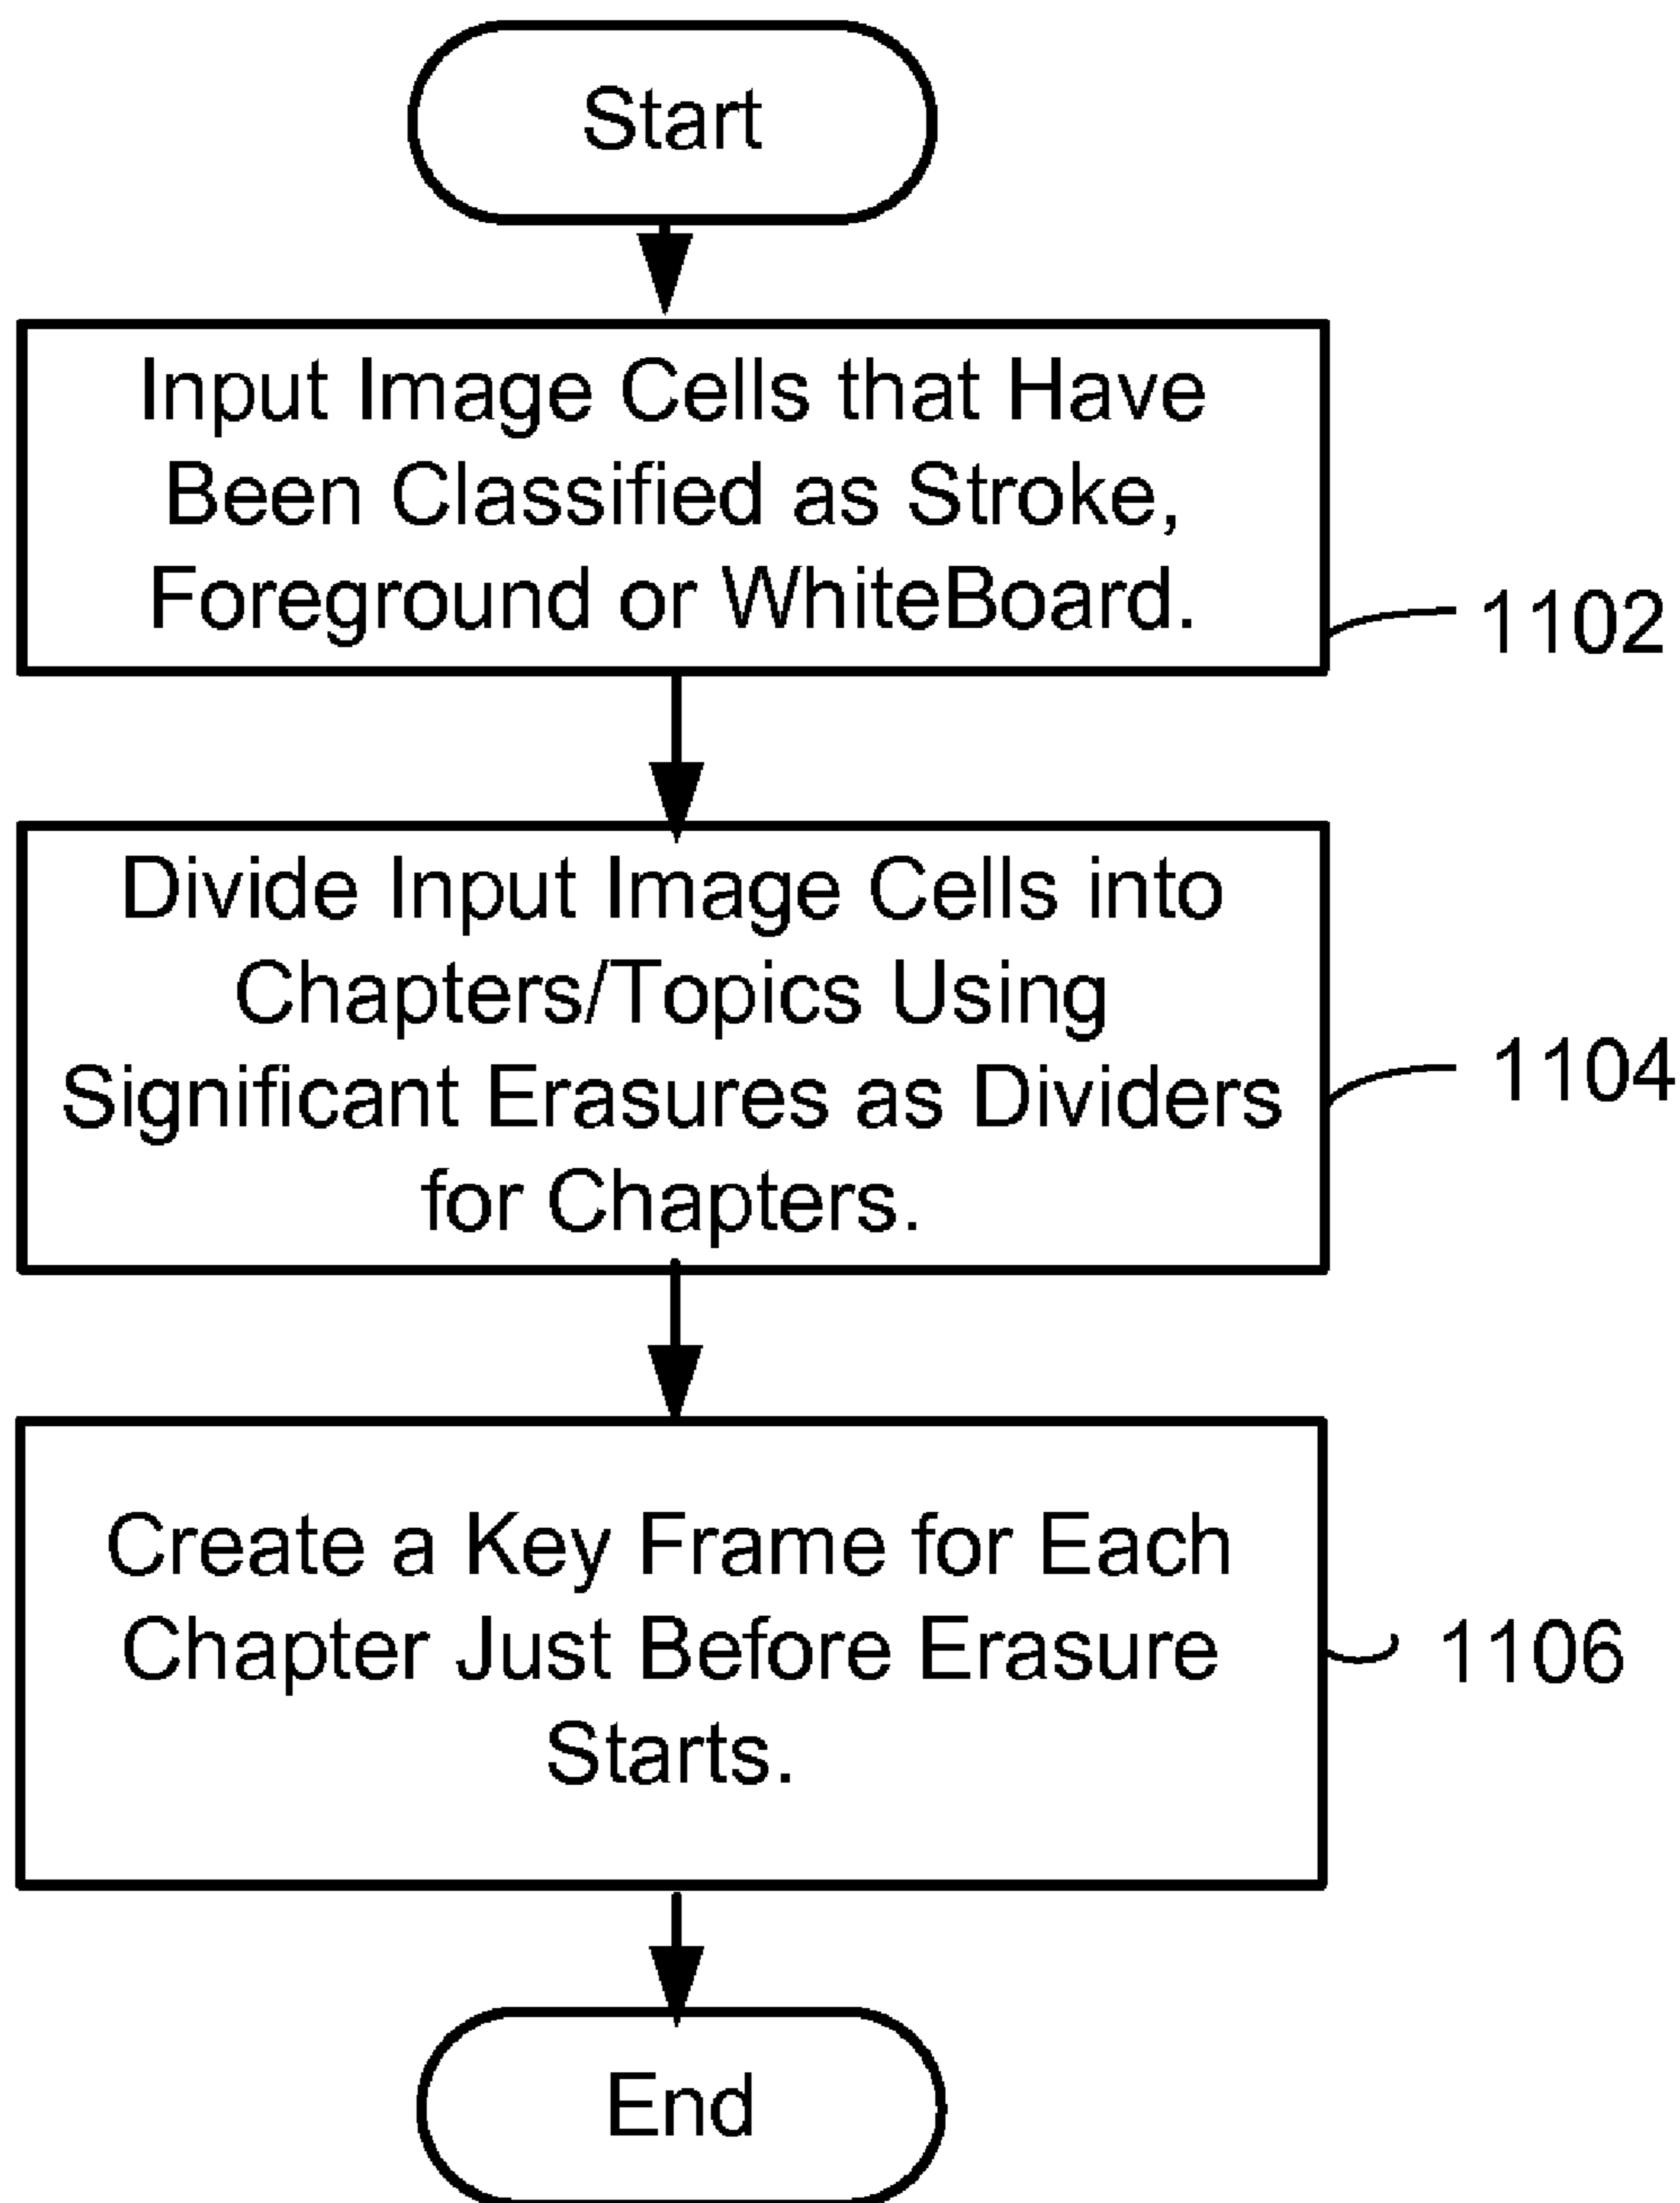 Start
Input Image Cells that Have
Been Classified as Stroke,
Foreground or WhiteBoard.
1102
Divide Input Image Cells into
Chapters/Topics Using
Significant Erasures as Dividers
for Chapters.
1104
Create a Key Frame for Each
Chapter Just Before Erasure
Starts.
1106
End